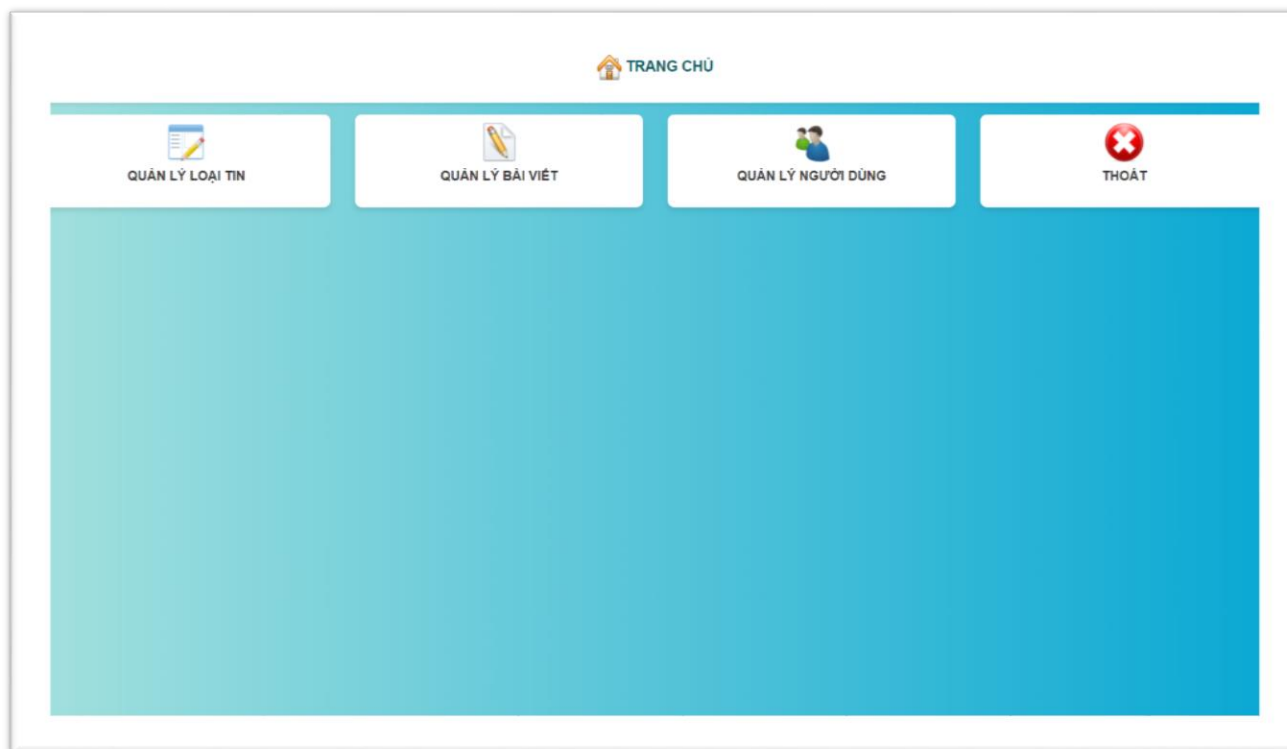 TRANG CHỦ
QUẢN LÝ LOẠI TIN
QUẢN LÝ BÀI VIẾT
QUẢN LÝ NGƯỜI DÙNG
THOÁT